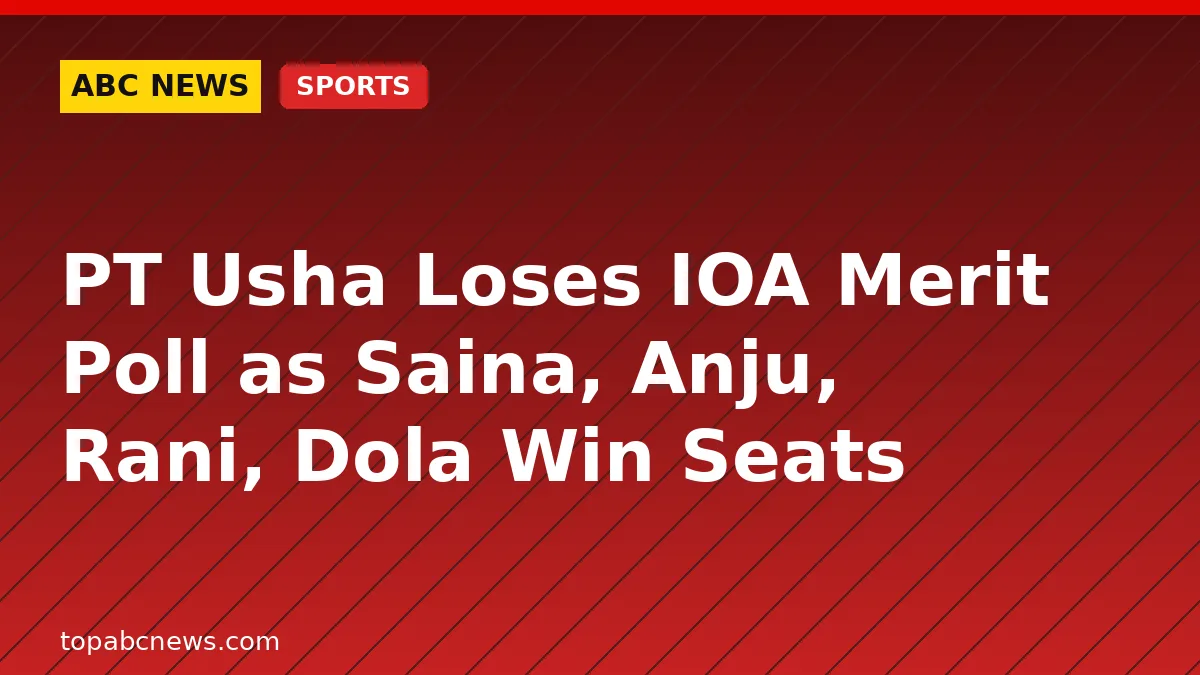 ABC NEWS
SPORTS
PT Usha Loses IOA Merit
Poll as Saina, Anju,
Rani, Dola Win Seats
topabcnews.com